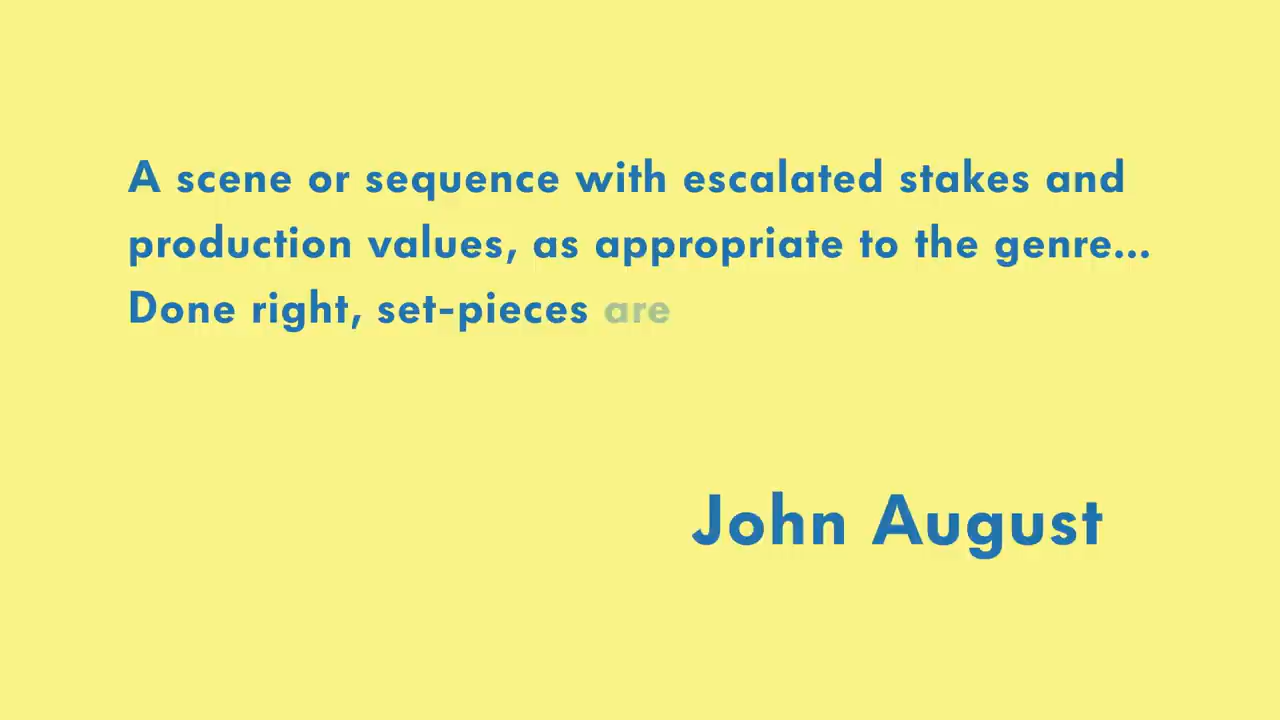 A scene or sequence with escalated stakes and
production values, as appropriate to the genre...
Done right, set-pieces are
John August